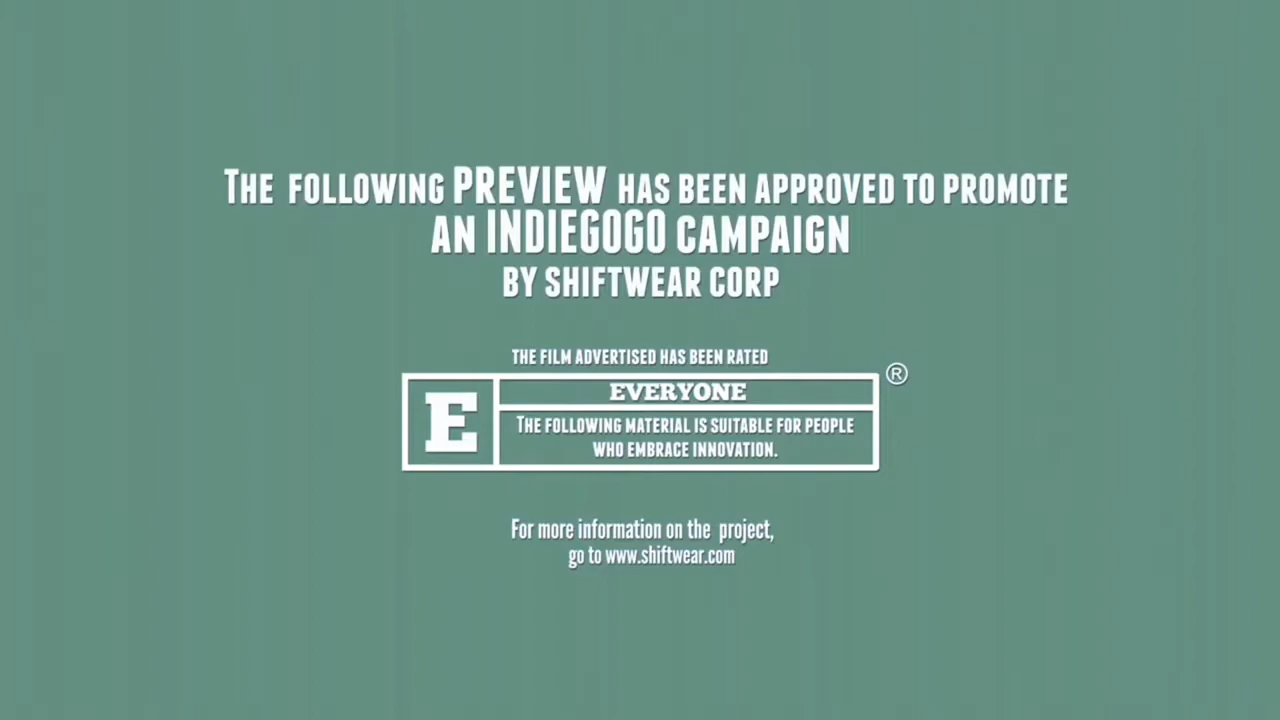 THE FOLLOWING PREVIEW HAS BEEN APPROVED TO PROMOTE
AN INDIEGOGO CAMPAIGN
BY SHIFTWEAR CORP
THE FILM ADVERTISED HAS BEEN RATED
®
E
EVERYONE
THE FOLLOWING MATERIAL IS SUITABLE FOR PEOPLE
WHO EMBRACE INNOVATION.
For more information on the project,
go to www.shiftwear.com